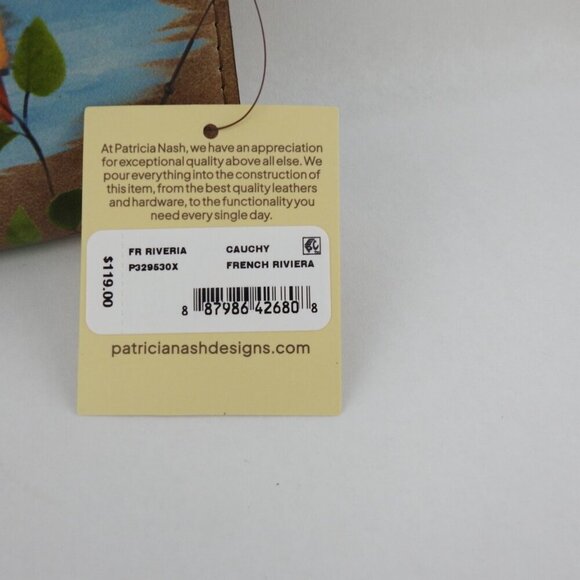 At Patricia Nash, we have an appreciation
for exceptional quality above all else. We
pour everything into the construction of
this item, from the best quality leathers
and hardware, to the functionality you
need every single day.
$119.00
FR RIVERIA CAUCHY
P329530X FRENCH RIVIERA
8 87986 42680 8
patricianashdesigns.com